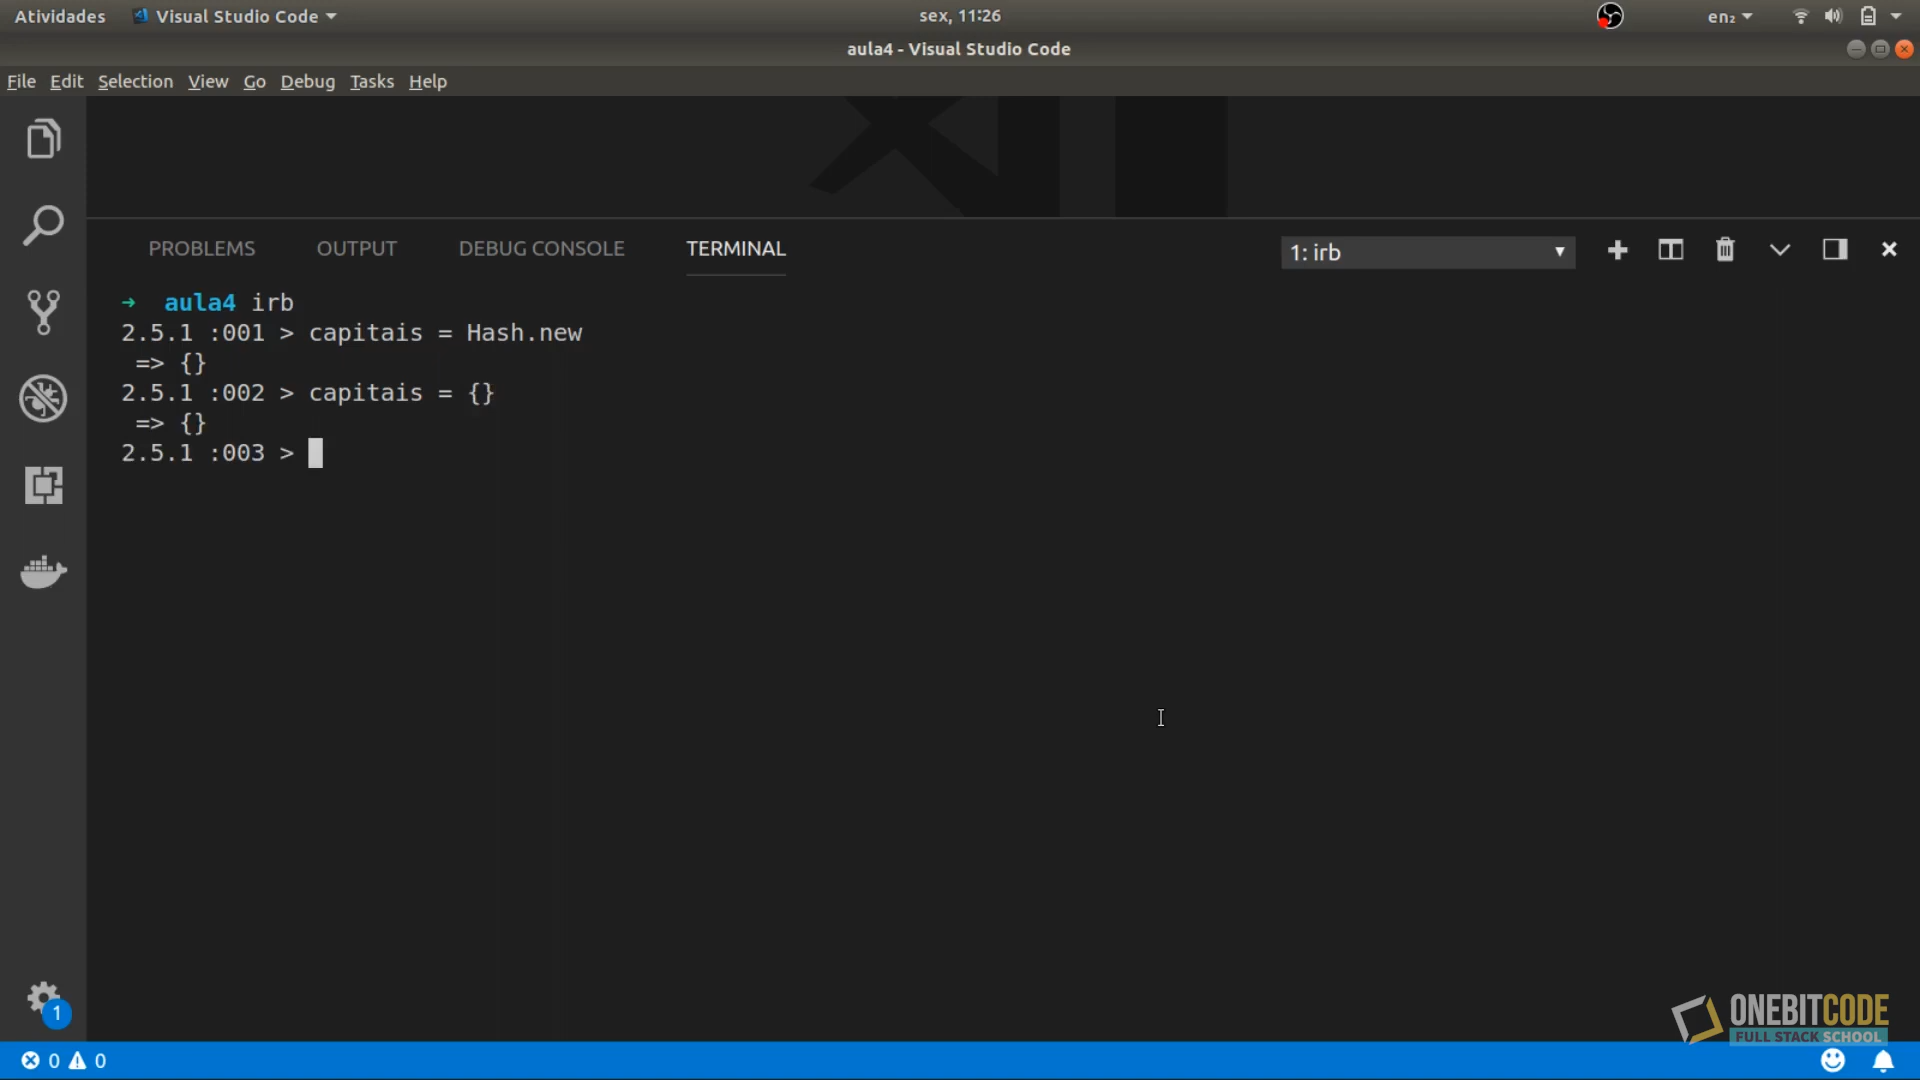 Atividades Visual Studio Code sex, 11:26 en₂
aula4 - Visual Studio Code
File Edit Selection View Go Debug Tasks Help
PROBLEMS OUTPUT DEBUG CONSOLE TERMINAL 1: irb
→ aula4 irb
2.5.1 :001 > capitais = Hash.new
=> {}
2.5.1 :002 > capitais = {}
=> {}
2.5.1 :003 >
1
ONEBITCODE
FULL STACK SCHOOL
0 0